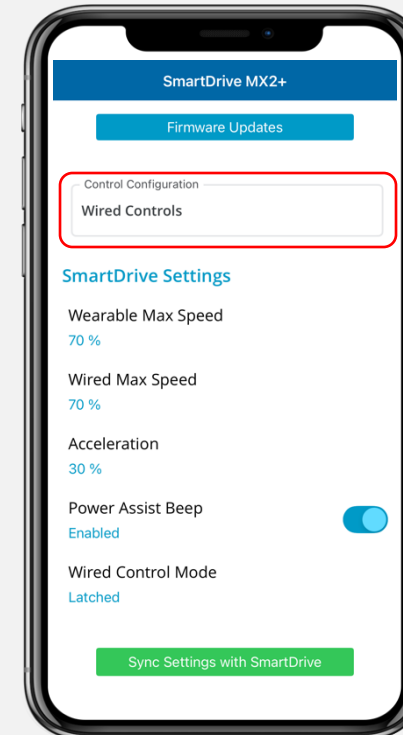 SmartDrive MX2+
Firmware Updates
Control Configuration
Wired Controls
SmartDrive Settings
Wearable Max Speed
70 %
Wired Max Speed
70 %
Acceleration
30 %
Power Assist Beep
Enabled
Wired Control Mode
Latched
Sync Settings with SmartDrive